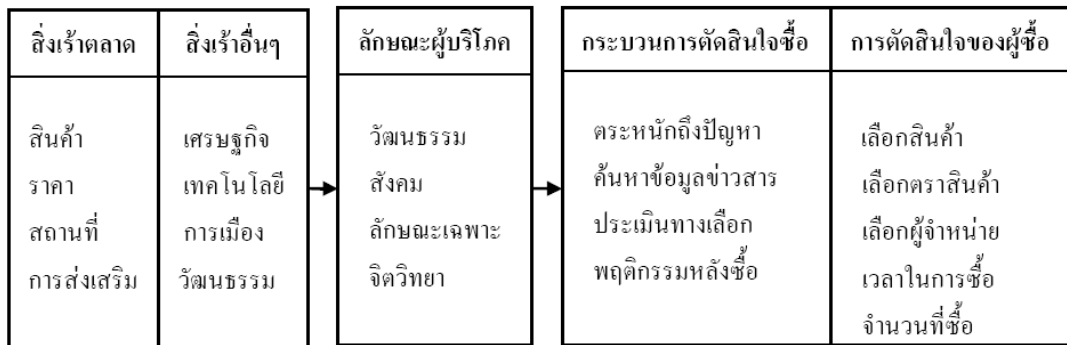 สิ่งเร้าตลาด
สินค้า
ราคา
สถานที่
การส่งเสริม
สิ่งเร้าอื่นๆ
เศรษฐกิจ
เทคโนโลยี
การเมือง
วัฒนธรรม
ลักษณะผู้บริโภค
วัฒนธรรม
สังคม
ลักษณะเฉพาะ
จิตวิทยา
กระบวนการตัดสินใจซื้อ
ตระหนักถึงปัญหา
ค้นหาข้อมูลข่าวสาร
ประเมินทางเลือก
พฤติกรรมหลังซื้อ
การตัดสินใจของผู้ซื้อ
เลือกสินค้า
เลือกตราสินค้า
เลือกผู้จำหน่าย
เวลาในการซื้อ
จำนวนที่ซื้อ